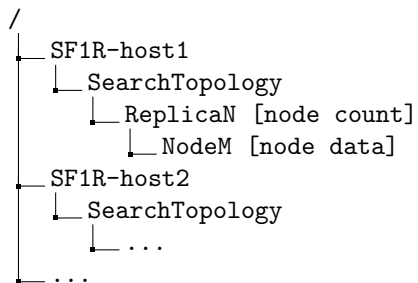 /
SF1R-host1
SearchTopology
ReplicaN [node count]
NodeM [node data]
SF1R-host2
SearchTopology
...
...